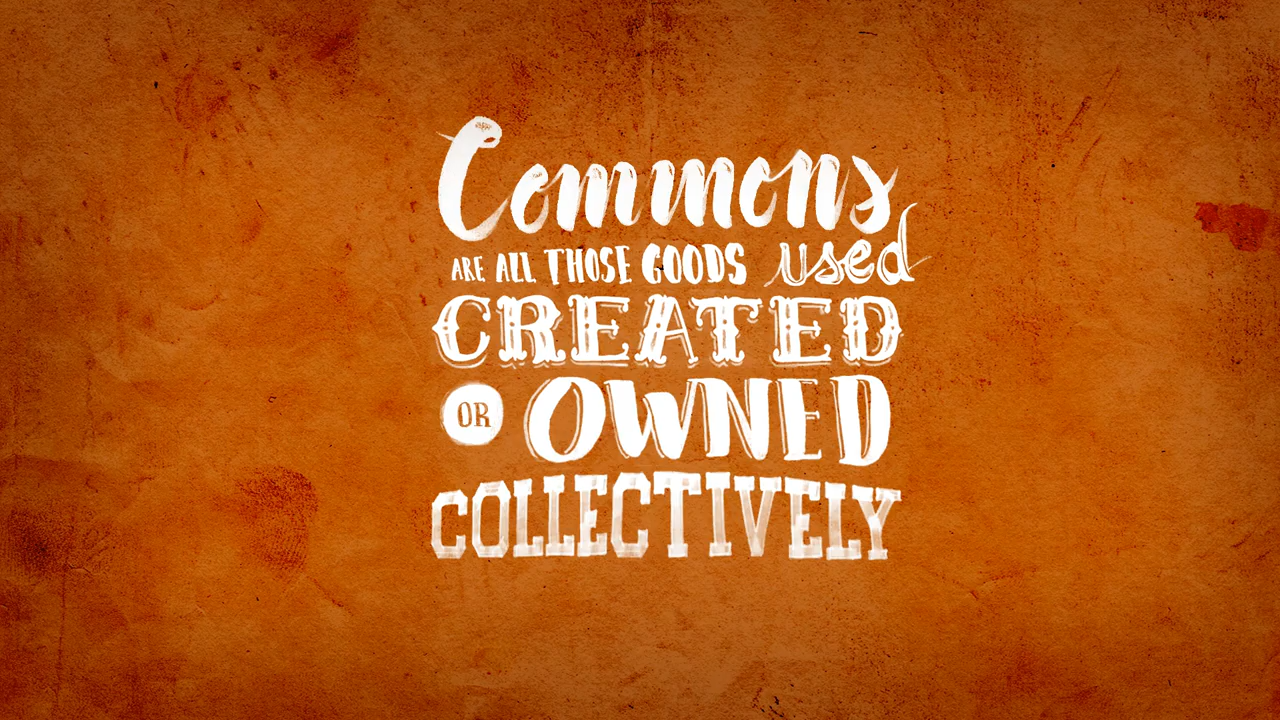 Commons
ARE ALL THOSE GOODS used
CREATED
OR OWNED
COLLECTIVELY